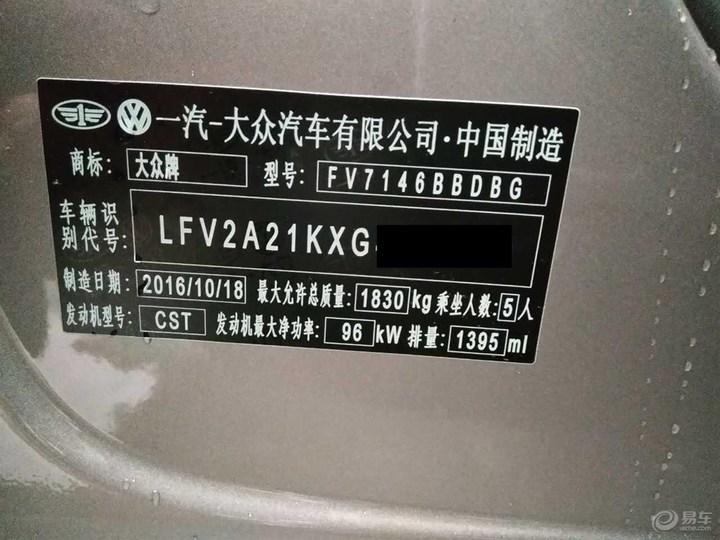 一汽-大众汽车有限公司·中国制造
商标: 大众牌 型号: FV7146BBDBG
车辆识别代号: LFV2A21KXG
制造日期: 2016/10/18 最大允许总质量: 1830 kg 乘坐人数: 5 人
发动机型号: CST 发动机最大净功率: 96 kW 排量: 1395 ml
易车